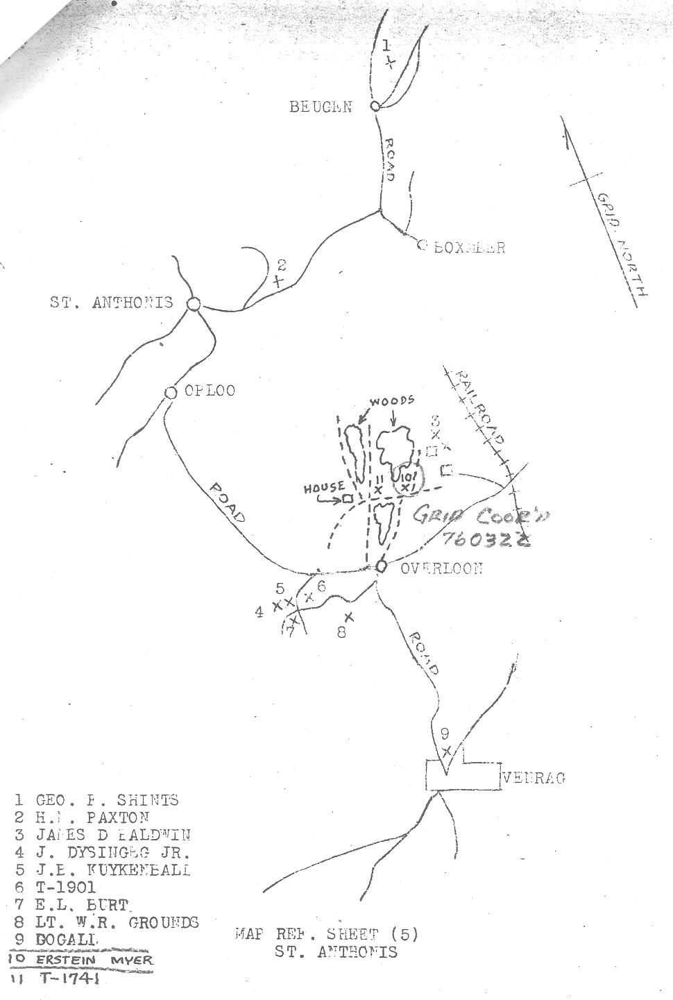 1
BEUGEN
ROAD
BOXMEER
GRID. NORTH
2
ST. ANTHONIS
OPLOO
RAILROAD
WOODS
3
HOUSE
11
10
ROAD
GRID COOR'D
760322
OVERLOON
5
6
4
7
8
ROAD
9
VENRAG
1 GEO. P. SHINTS
2 H. PAXTON
3 JAMES D BALDWIN
4 J. DYSINGEG JR.
5 J.E. KUYKENBALL
6 T-1901
7 E.L. BURT
8 LT. W.R. GROUNDS
9 BOGALL
10 ERSTEIN MYER
11 T-1741
MAP REF. SHEET (5)
ST. ANTHONIS